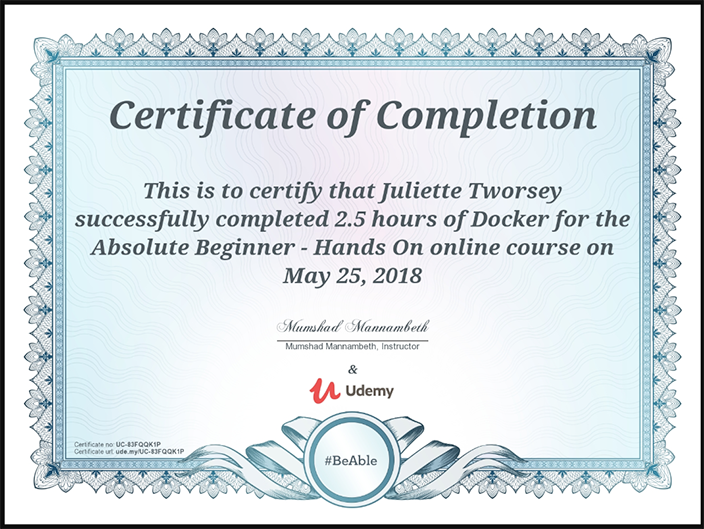 Certificate of Completion
This is to certify that Juliette Tworsey
successfully completed 2.5 hours of Docker for the
Absolute Beginner - Hands On online course on
May 25, 2018
Mumshad Mannambeth
Mumshad Mannambeth, Instructor
&
Udemy
Certificate no: UC-83FQQK1P
Certificate url: ude.my/UC-83FQQK1P
#BeAble